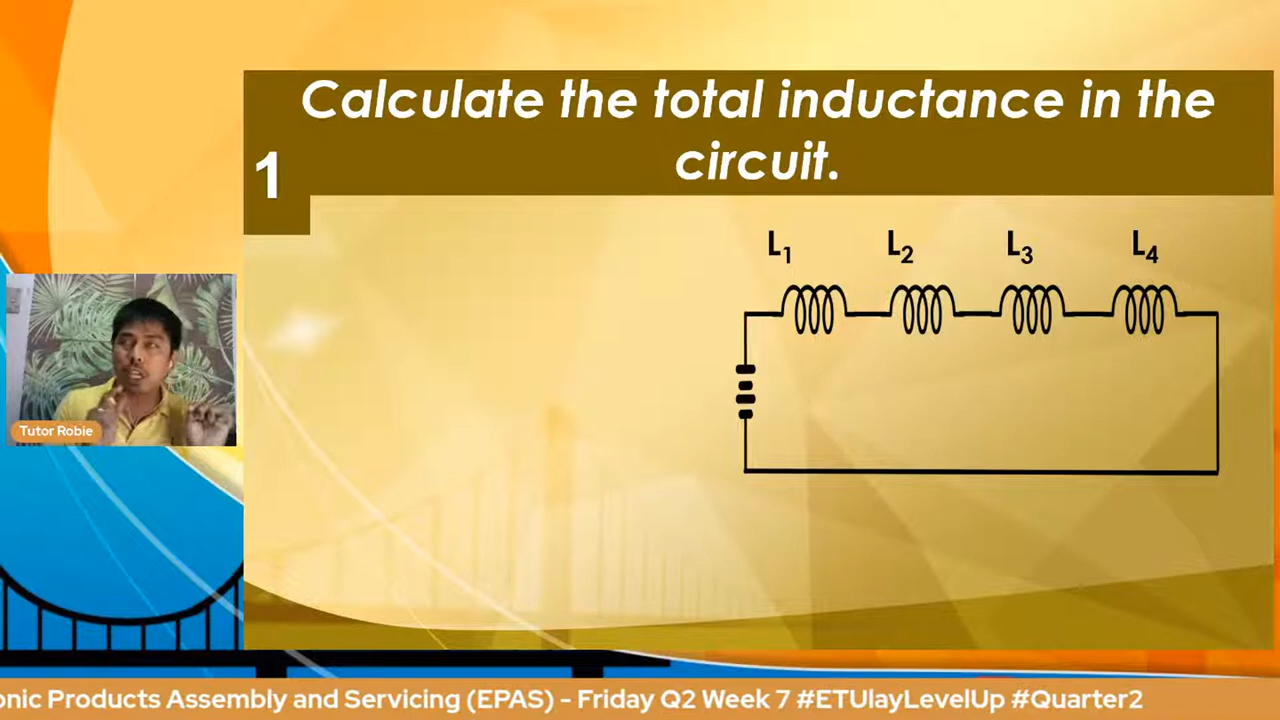 Calculate the total inductance in the
circuit.
1
L1 L2 L3 L4
Tutor Robie
onic Products Assembly and Servicing (EPAS) - Friday Q2 Week 7 #ETUlayLevelUp #Quarter2